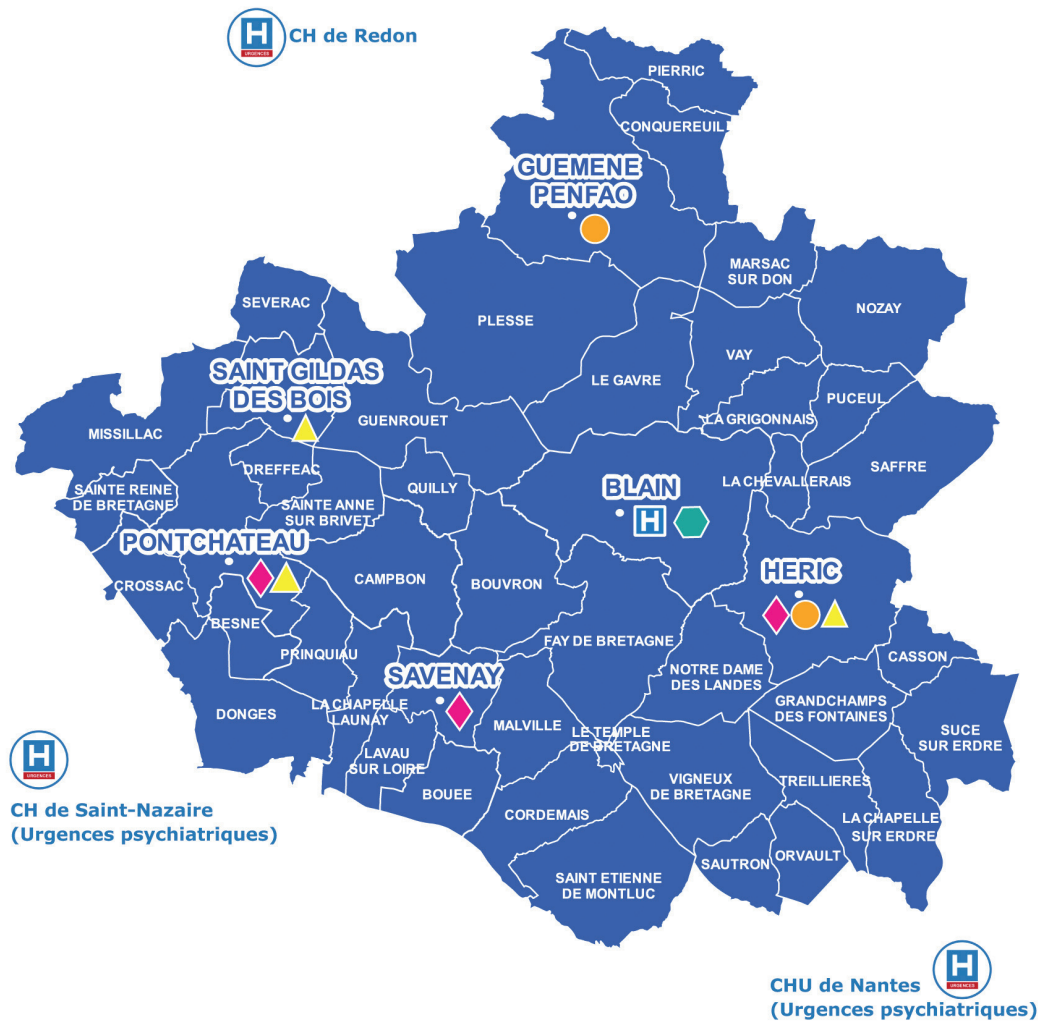 H
URGENCES
CH de Redon
PIERRIC
CONQUEREUIL
GUEMENE
PENFAO
MARSAC
SUR DON
NOZAY
SEVERAC
PLESSE
VAY
SAINT GILDAS
DES BOIS
LE GAVRE
PUCEUL
LA GRIGONNAIS
GUENROUET
MISSILLAC
SAFFRE
DREFFEAC
QUILLY
BLAIN
LA CHEVALLERAIS
SAINTE REINE
DE BRETAGNE
SAINTE ANNE
SUR BRIVET
H
PONTCHATEAU
HERIC
CROSSAC
CAMPBON
BOUVRON
BESNE
FAY DE BRETAGNE
PRINQUIAU
CASSON
SAVENAY
NOTRE DAME
DES LANDES
GRANDCHAMPS
DES FONTAINES
DONGES
LA CHAPELLE
LAUNAY
MALVILLE
LE TEMPLE
DE BRETAGNE
SUCE
SUR ERDRE
LAVAU
SUR LOIRE
H
URGENCES
CH de Saint-Nazaire
(Urgences psychiatriques)
BOUEE
VIGNEUX
DE BRETAGNE
TREILLIERES
CORDEMAIS
LA CHAPELLE
SUR ERDRE
SAUTRON
ORVAULT
SAINT ETIENNE
DE MONTLUC
H
URGENCES
CHU de Nantes
(Urgences psychiatriques)